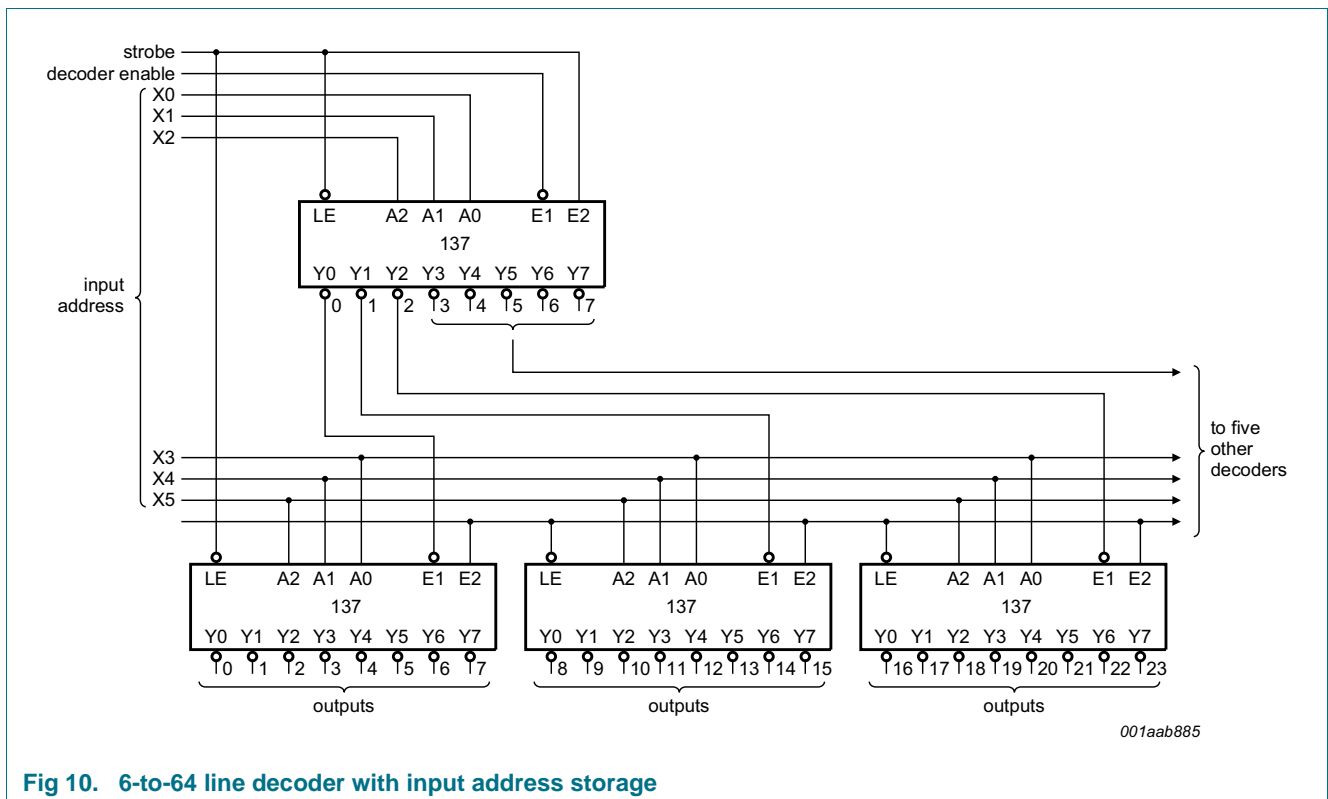 strobe
decoder enable
X0
X1
X2
LE A2 A1 A0 E1 E2
137
Y0 Y1 Y2 Y3 Y4 Y5 Y6 Y7
0 1 2 3 4 5 6 7
input
address
to five
other
decoders
X3
X4
X5
LE A2 A1 A0 E1 E2
137
Y0 Y1 Y2 Y3 Y4 Y5 Y6 Y7
0 1 2 3 4 5 6 7
outputs
LE A2 A1 A0 E1 E2
137
Y0 Y1 Y2 Y3 Y4 Y5 Y6 Y7
8 9 10 11 12 13 14 15
outputs
LE A2 A1 A0 E1 E2
137
Y0 Y1 Y2 Y3 Y4 Y5 Y6 Y7
16 17 18 19 20 21 22 23
outputs
001aab885
Fig 10. 6-to-64 line decoder with input address storage